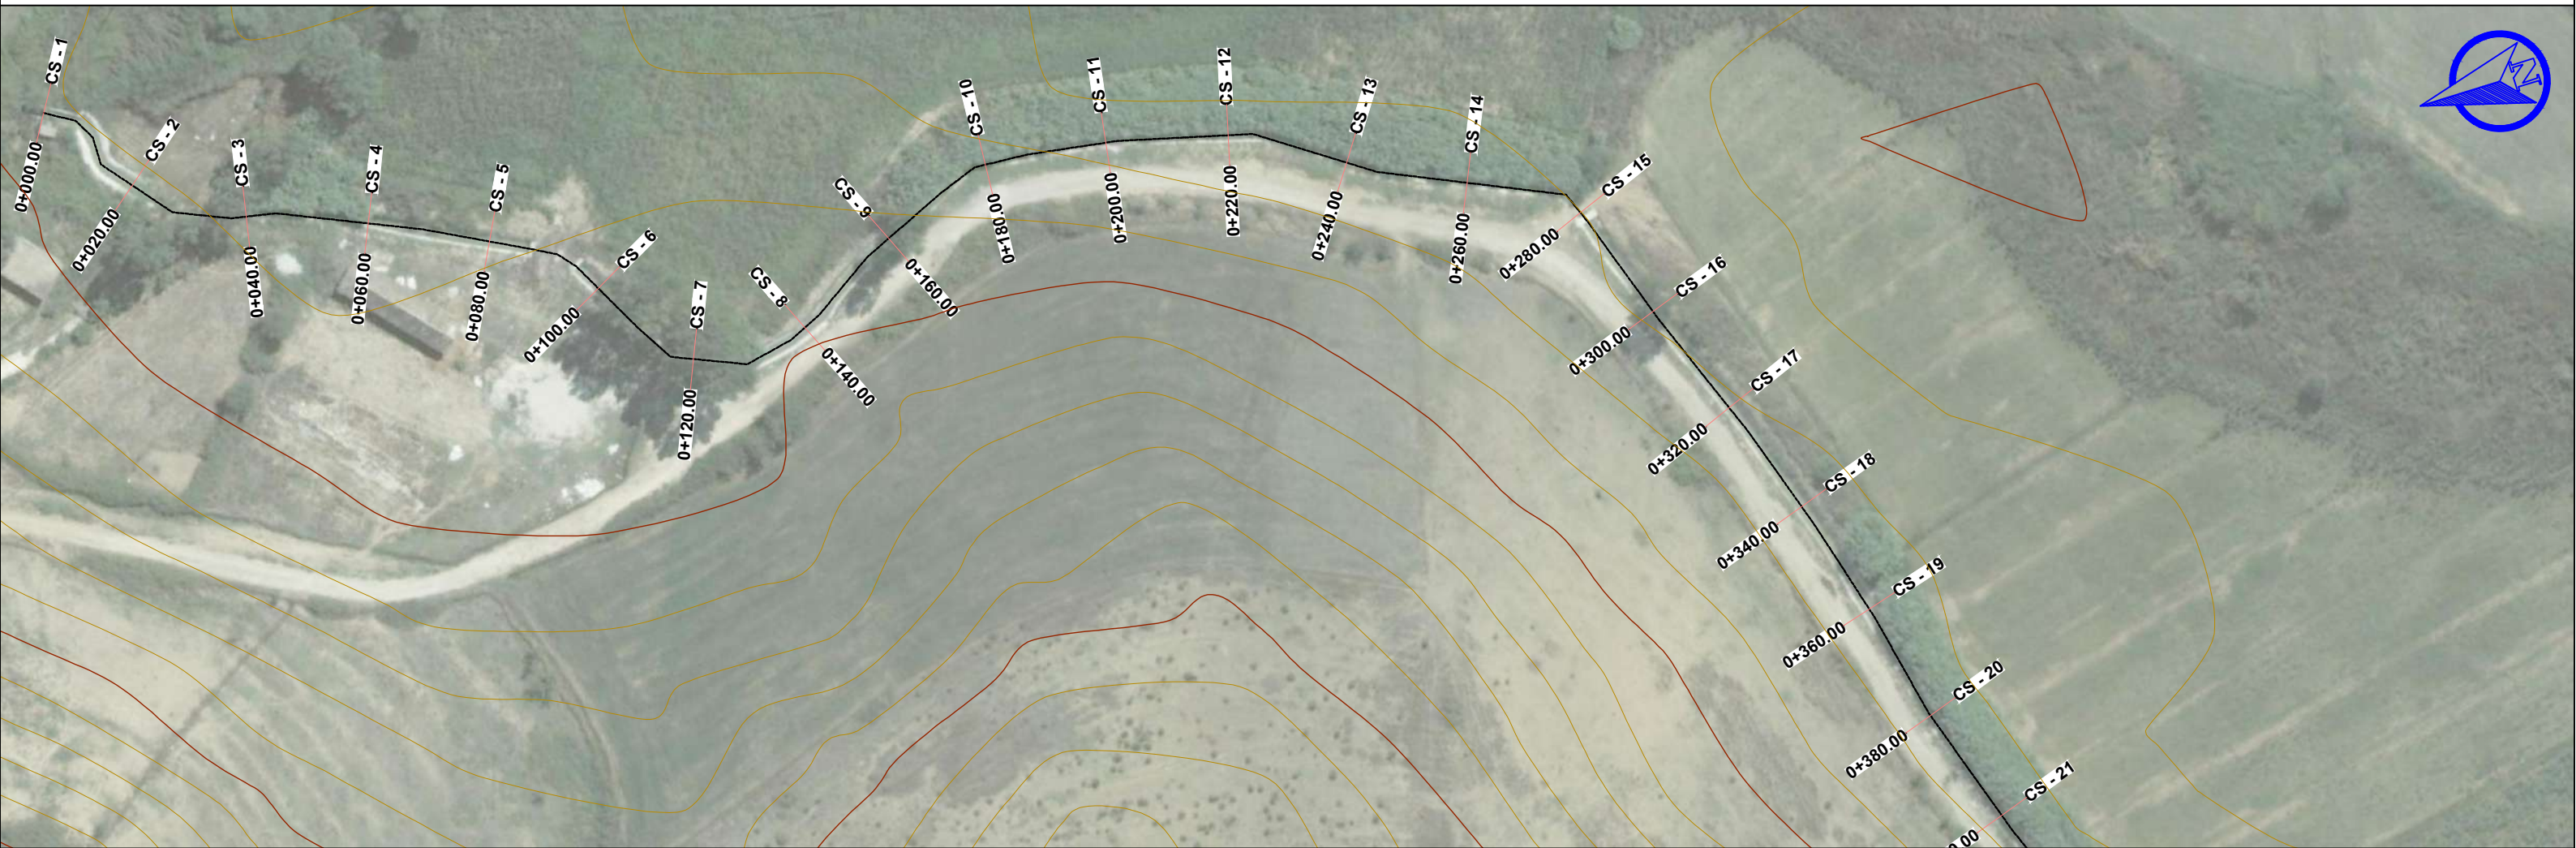 CS - 1
0+000.00
CS - 2
0+020.00
CS - 3
0+040.00
CS - 4
0+060.00
CS - 5
0+080.00
CS - 6
0+100.00
CS - 7
0+120.00
CS - 8
0+140.00
CS - 9
0+160.00
CS - 10
0+180.00
CS - 11
0+200.00
CS - 12
0+220.00
CS - 13
0+240.00
CS - 14
0+260.00
CS - 15
0+280.00
CS - 16
0+300.00
CS - 17
0+320.00
CS - 18
0+340.00
CS - 19
0+360.00
CS - 20
0+380.00
CS - 21
N